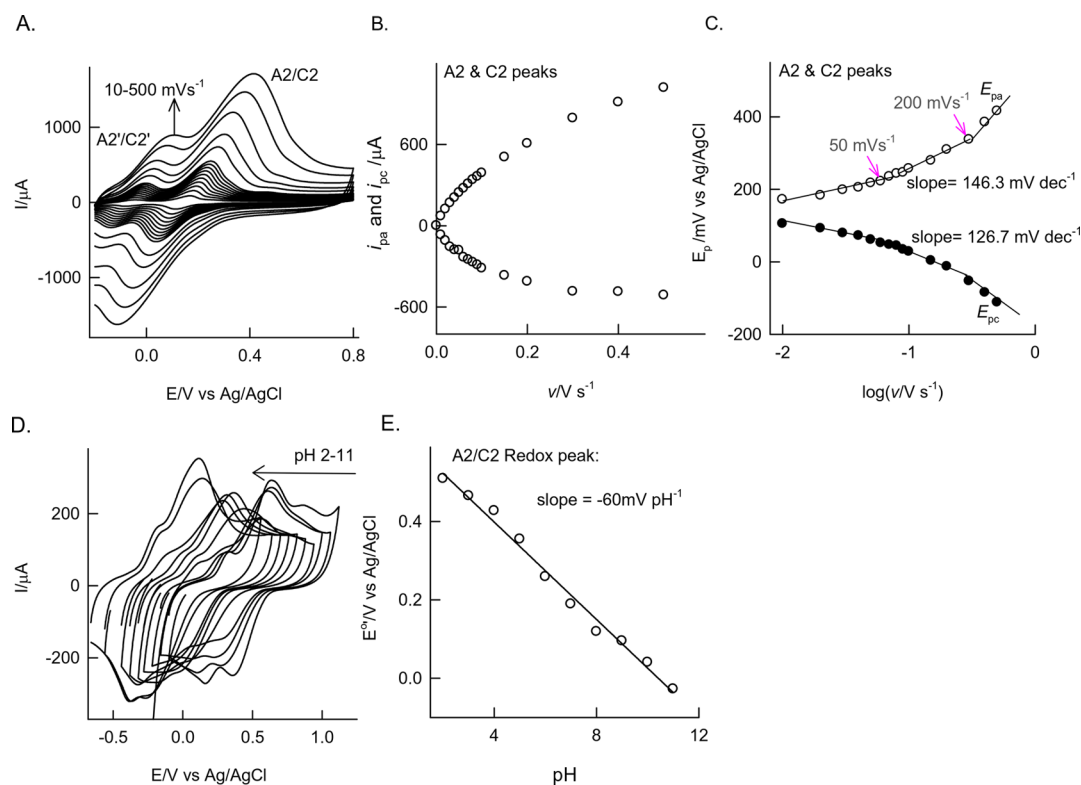 A.
10-500 mVs⁻¹
A2/C2
A2'/C2'
I/μA
1000
0
-1000
0.0
0.4
0.8
E/V vs Ag/AgCl
B.
A2 & C2 peaks
iₚₐ and iₚc /μA
600
0
-600
0.0
0.2
0.4
v/V s⁻¹
C.
A2 & C2 peaks
Eₚₐ
200 mVs⁻¹
50 mVs⁻¹
slope= 146.3 mV dec⁻¹
slope= 126.7 mV dec⁻¹
Eₚc
Eₚ /mV vs Ag/AgCl
400
200
0
-200
-2
-1
0
log(v/V s⁻¹)
D.
pH 2-11
I/μA
200
0
-200
-0.5
0.0
0.5
1.0
E/V vs Ag/AgCl
E.
A2/C2 Redox peak:
slope = -60mV pH⁻¹
E°'/V vs Ag/AgCl
0.4
0.2
0.0
4
8
12
pH